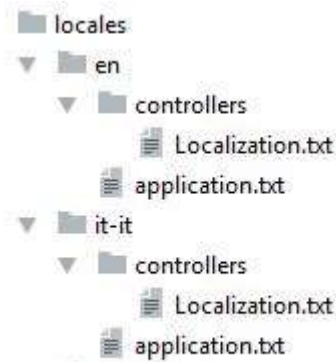 locales
en
controllers
Localization.txt
application.txt
it-it
controllers
Localization.txt
application.txt